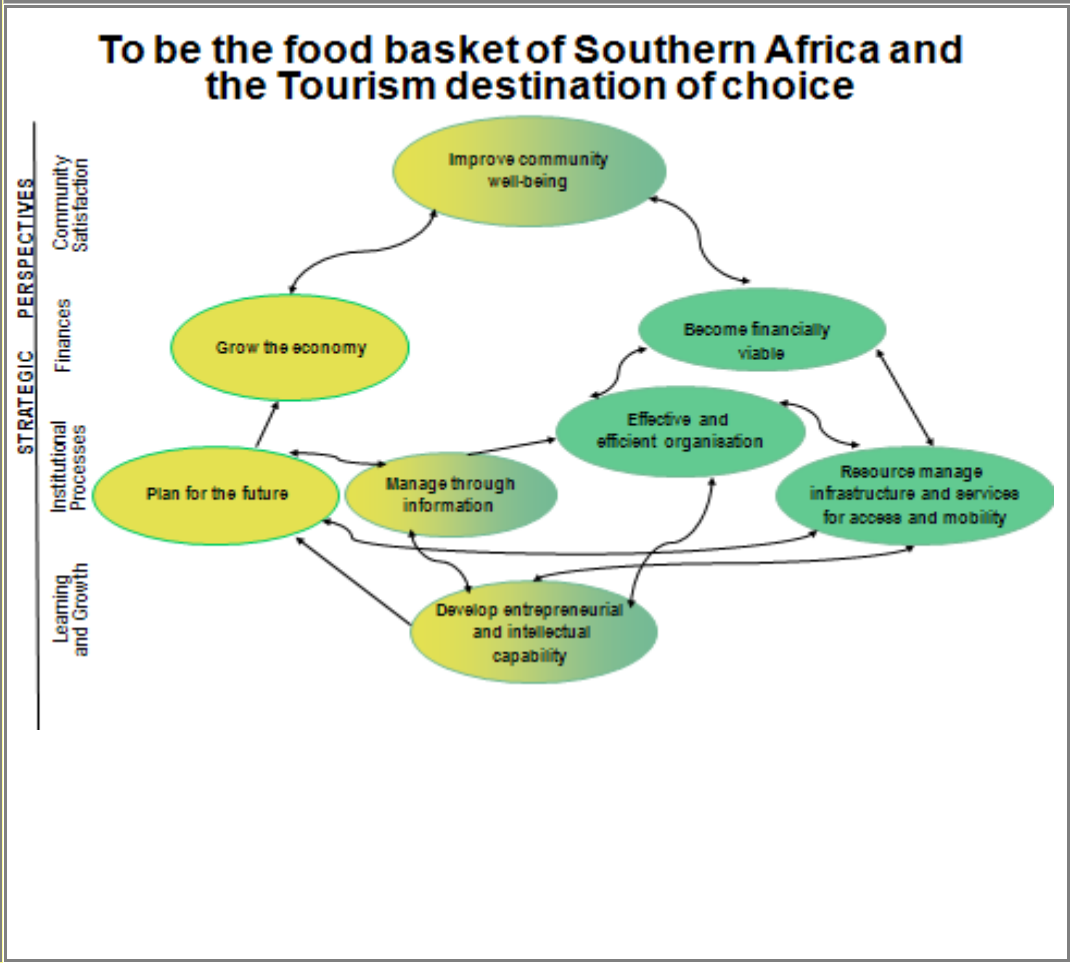 To be the food basket of Southern Africa and
the Tourism destination of choice
STRATEGIC PERSPECTIVES
Community
Satisfaction
Improve community
well-being
Finances
Grow the economy
Become financially
viable
Institutional
Processes
Effective and
efficient organisation
Plan for the future
Manage through
information
Resource manage
infrastructure and services
for access and mobility
Learning
and Growth
Develop entrepreneurial
and intellectual
capability